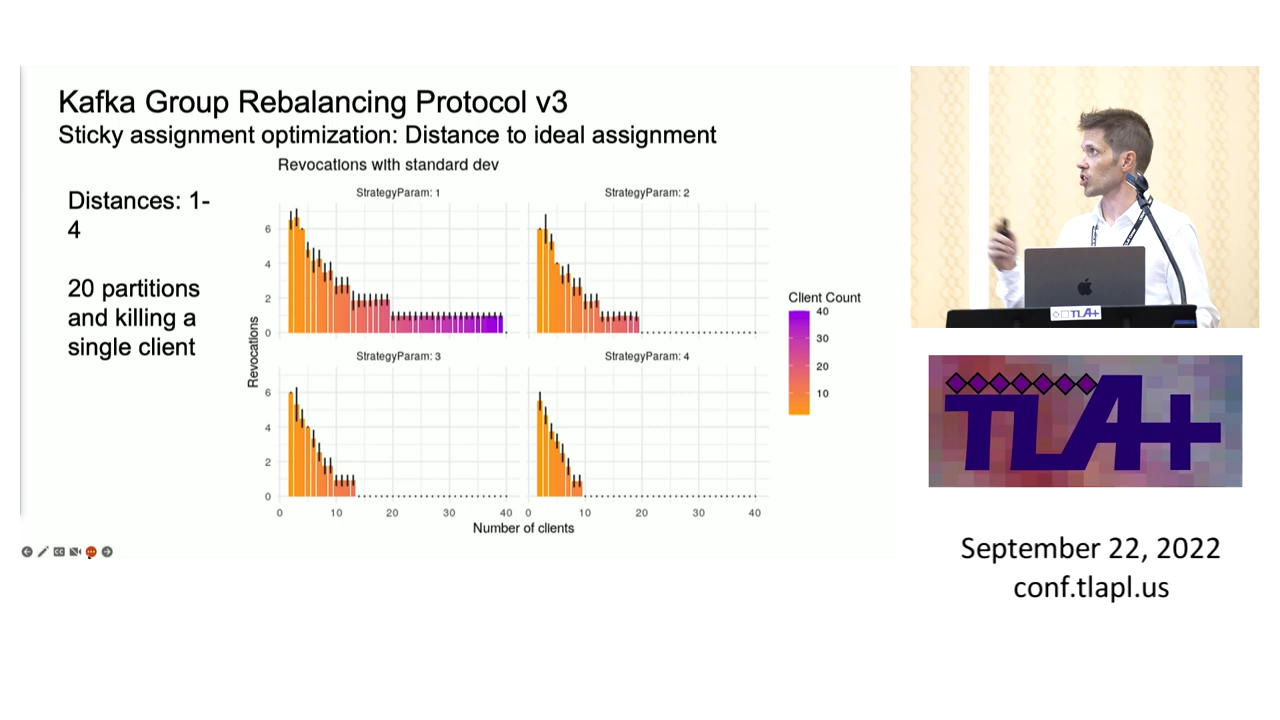 Kafka Group Rebalancing Protocol v3
Sticky assignment optimization: Distance to ideal assignment
Distances: 1-
4
20 partitions
and killing a
single client
Revocations with standard dev
StrategyParam: 1
StrategyParam: 2
6
4
2
0
StrategyParam: 3
StrategyParam: 4
6
4
2
0
Revocations
0 10 20 30 40 0 10 20 30 40
Number of clients
Client Count
40
30
20
10
TLA+
TLA+
September 22, 2022
conf.tlapl.us